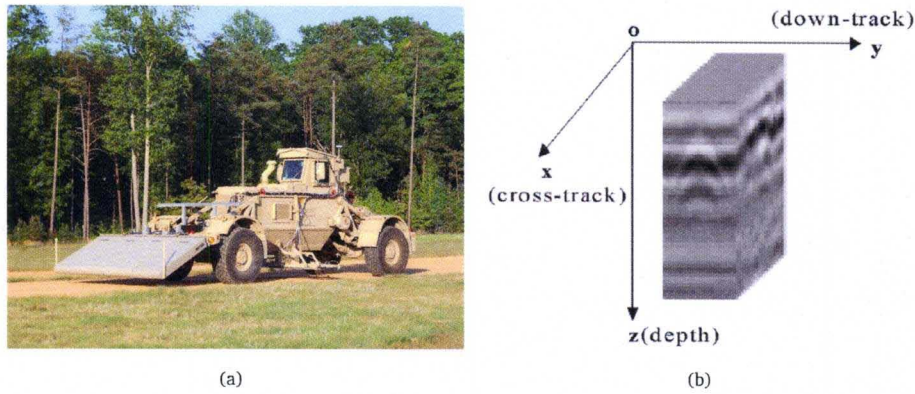 (down-track)
o
y
x
(cross-track)
z(depth)
(a)
(b)